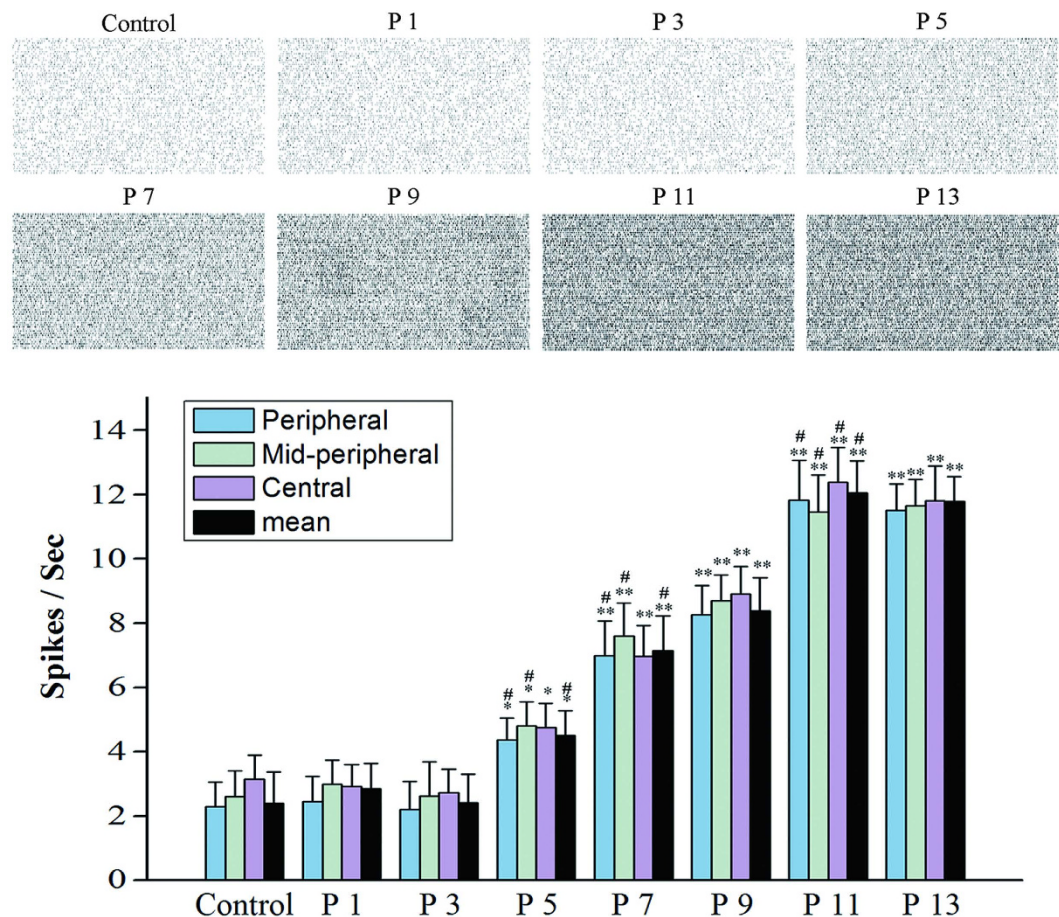 Control P 1 P 3 P 5
P 7 P 9 P 11 P 13
Peripheral
Mid-peripheral
Central
mean
Spikes / Sec
14
12
10
8
6
4
2
0
# ** # ** # ** # **
** ** ** **
** ** ** **
# ** # ** ** # **
# * # * * # *
Control P 1 P 3 P 5 P 7 P 9 P 11 P 13